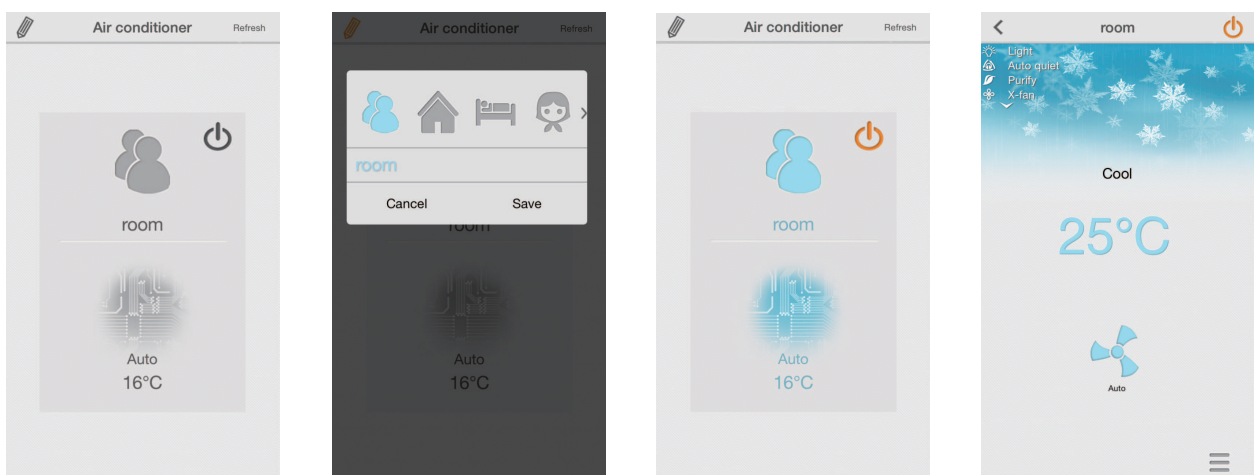 Air conditioner Refresh
room
Auto
16°C
Air conditioner Refresh
room
Cancel Save
room
Auto
16°C
Air conditioner Refresh
room
Auto
16°C
room
Light
Auto quiet
Purify
X-fan
Cool
25°C
Auto